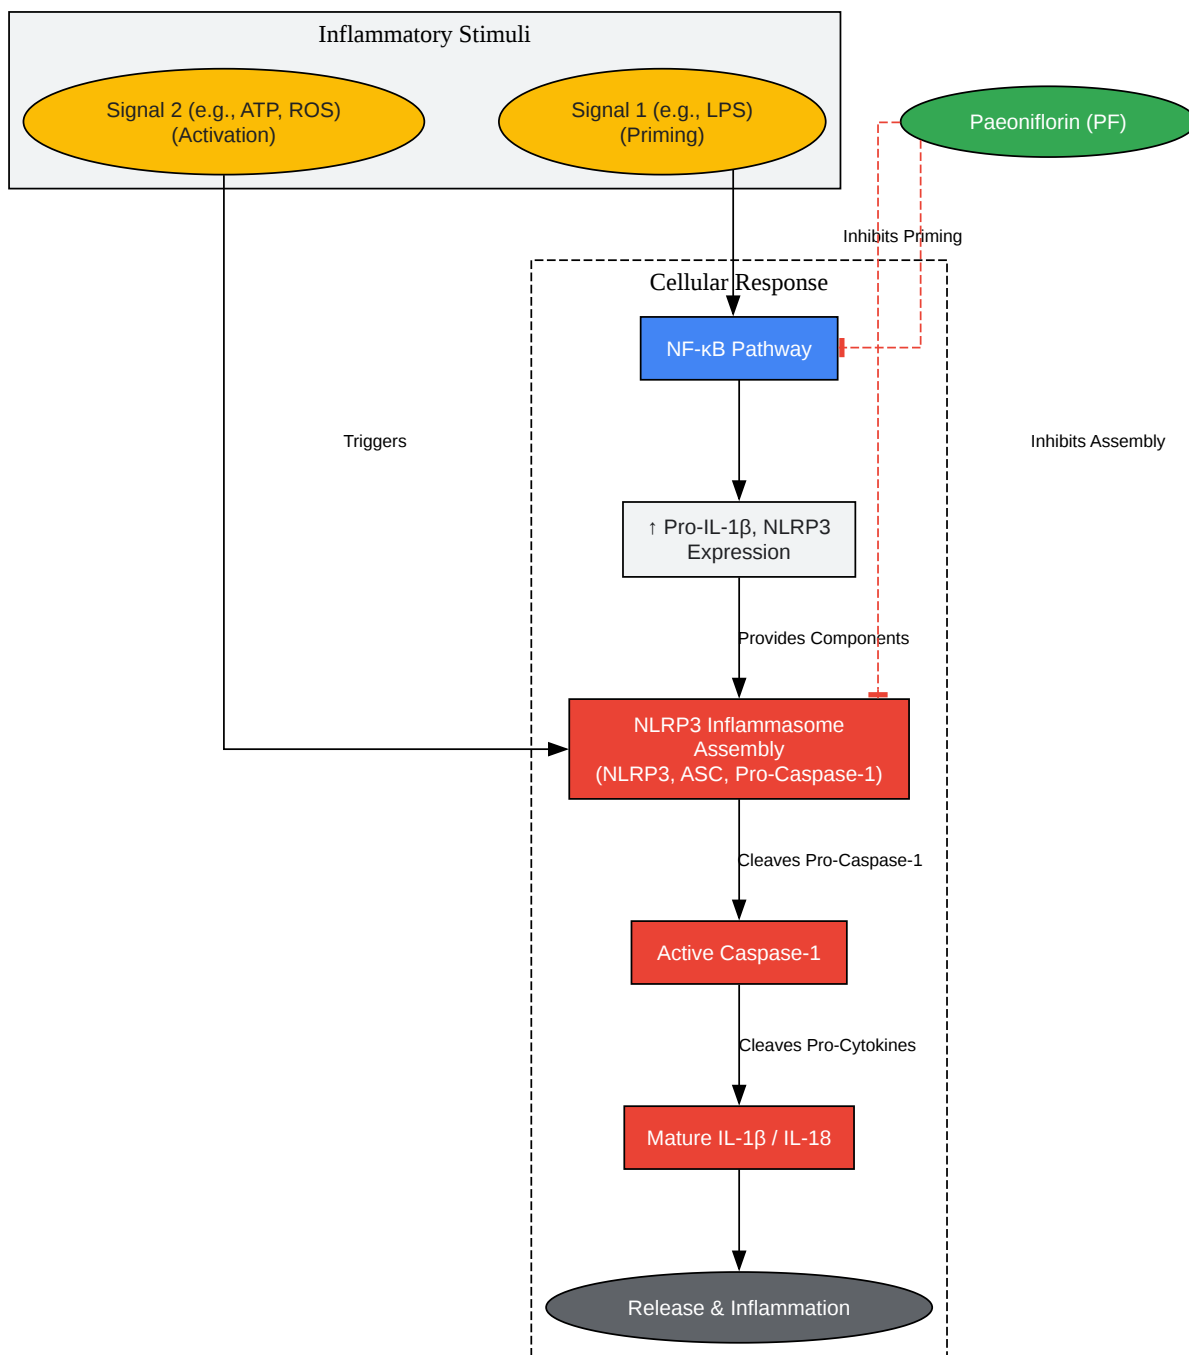 Inflammatory Stimuli
Signal 2 (e.g., ATP, ROS)
(Activation)
Signal 1 (e.g., LPS)
(Priming)
Paeoniflorin (PF)
Inhibits Priming
Cellular Response
NF-κB Pathway
Triggers
Inhibits Assembly
↑ Pro-IL-1β, NLRP3
Expression
Provides Components
NLRP3 Inflammasome
Assembly
(NLRP3, ASC, Pro-Caspase-1)
Cleaves Pro-Caspase-1
Active Caspase-1
Cleaves Pro-Cytokines
Mature IL-1β / IL-18
Release & Inflammation